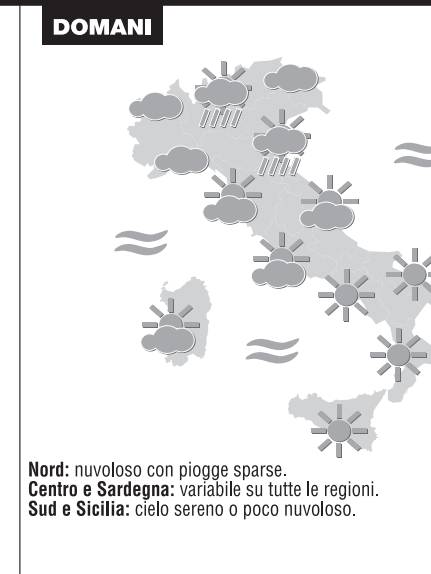 DOMANI
Nord: nuvoloso con piogge sparse.
Centro e Sardegna: variabile su tutte le regioni.
Sud e Sicilia: cielo sereno o poco nuvoloso.